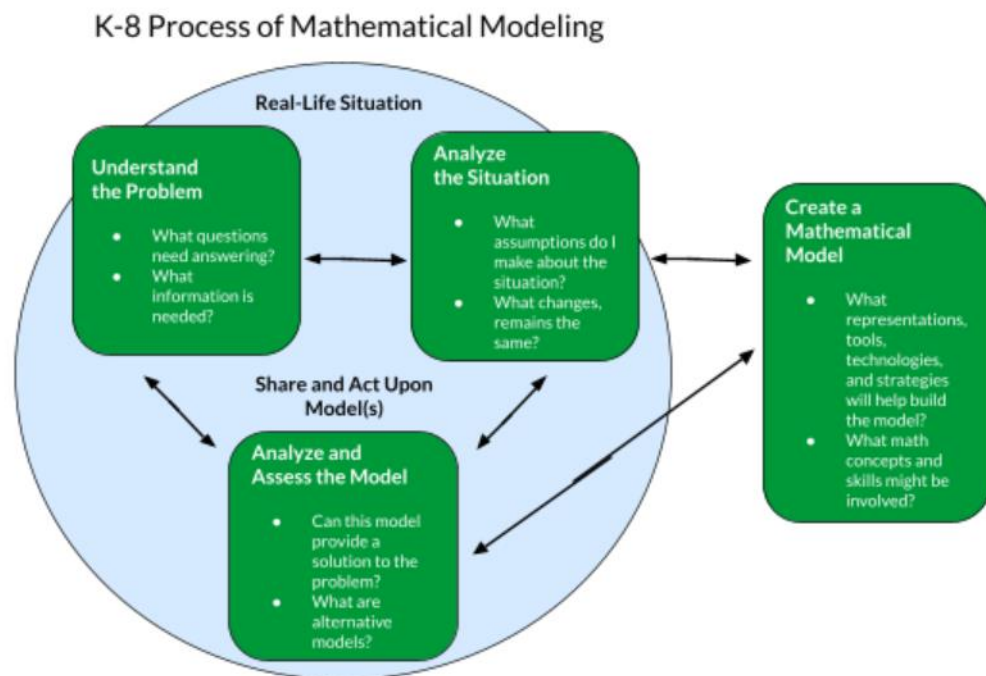 K-8 Process of Mathematical Modeling
Real-Life Situation
Understand
the Problem
● What questions
need answering?
● What
information is
needed?
Analyze
the Situation
● What
assumptions do I
make about the
situation?
● What changes,
remains the
same?
Create a
Mathematical
Model
● What
representations,
tools,
technologies,
and strategies
will help build
the model?
● What math
concepts and
skills might be
involved?
Share and Act Upon
Model(s)
Analyze and
Assess the Model
● Can this model
provide a
solution to the
problem?
● What are
alternative
models?